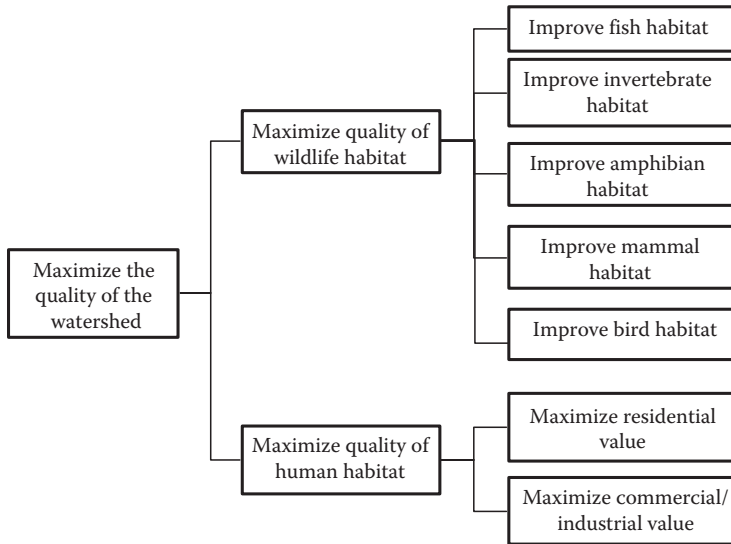 Maximize the
quality of the
watershed
Maximize quality of
wildlife habitat
Improve fish habitat
Improve invertebrate
habitat
Improve amphibian
habitat
Improve mammal
habitat
Improve bird habitat
Maximize quality of
human habitat
Maximize residential
value
Maximize commercial/
industrial value